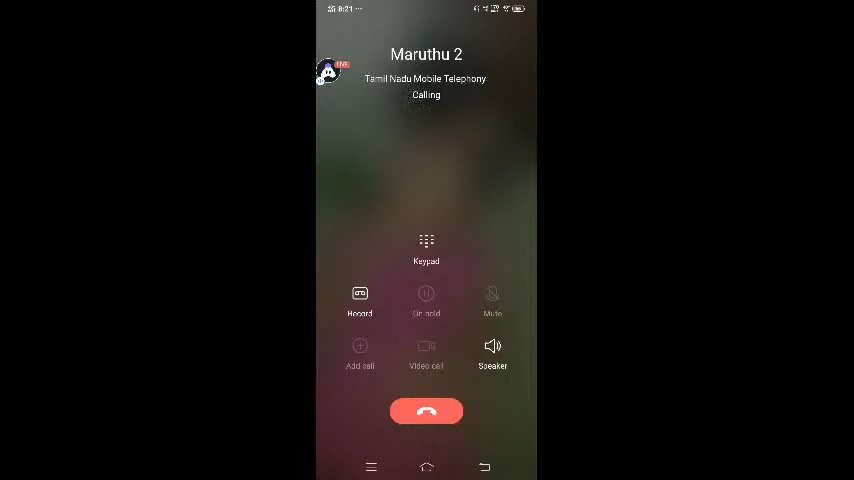 8:21
Maruthu 2
LIVE
Tamil Nadu Mobile Telephony
Calling
Keypad
Record
On hold
Mute
Add call
Video call
Speaker